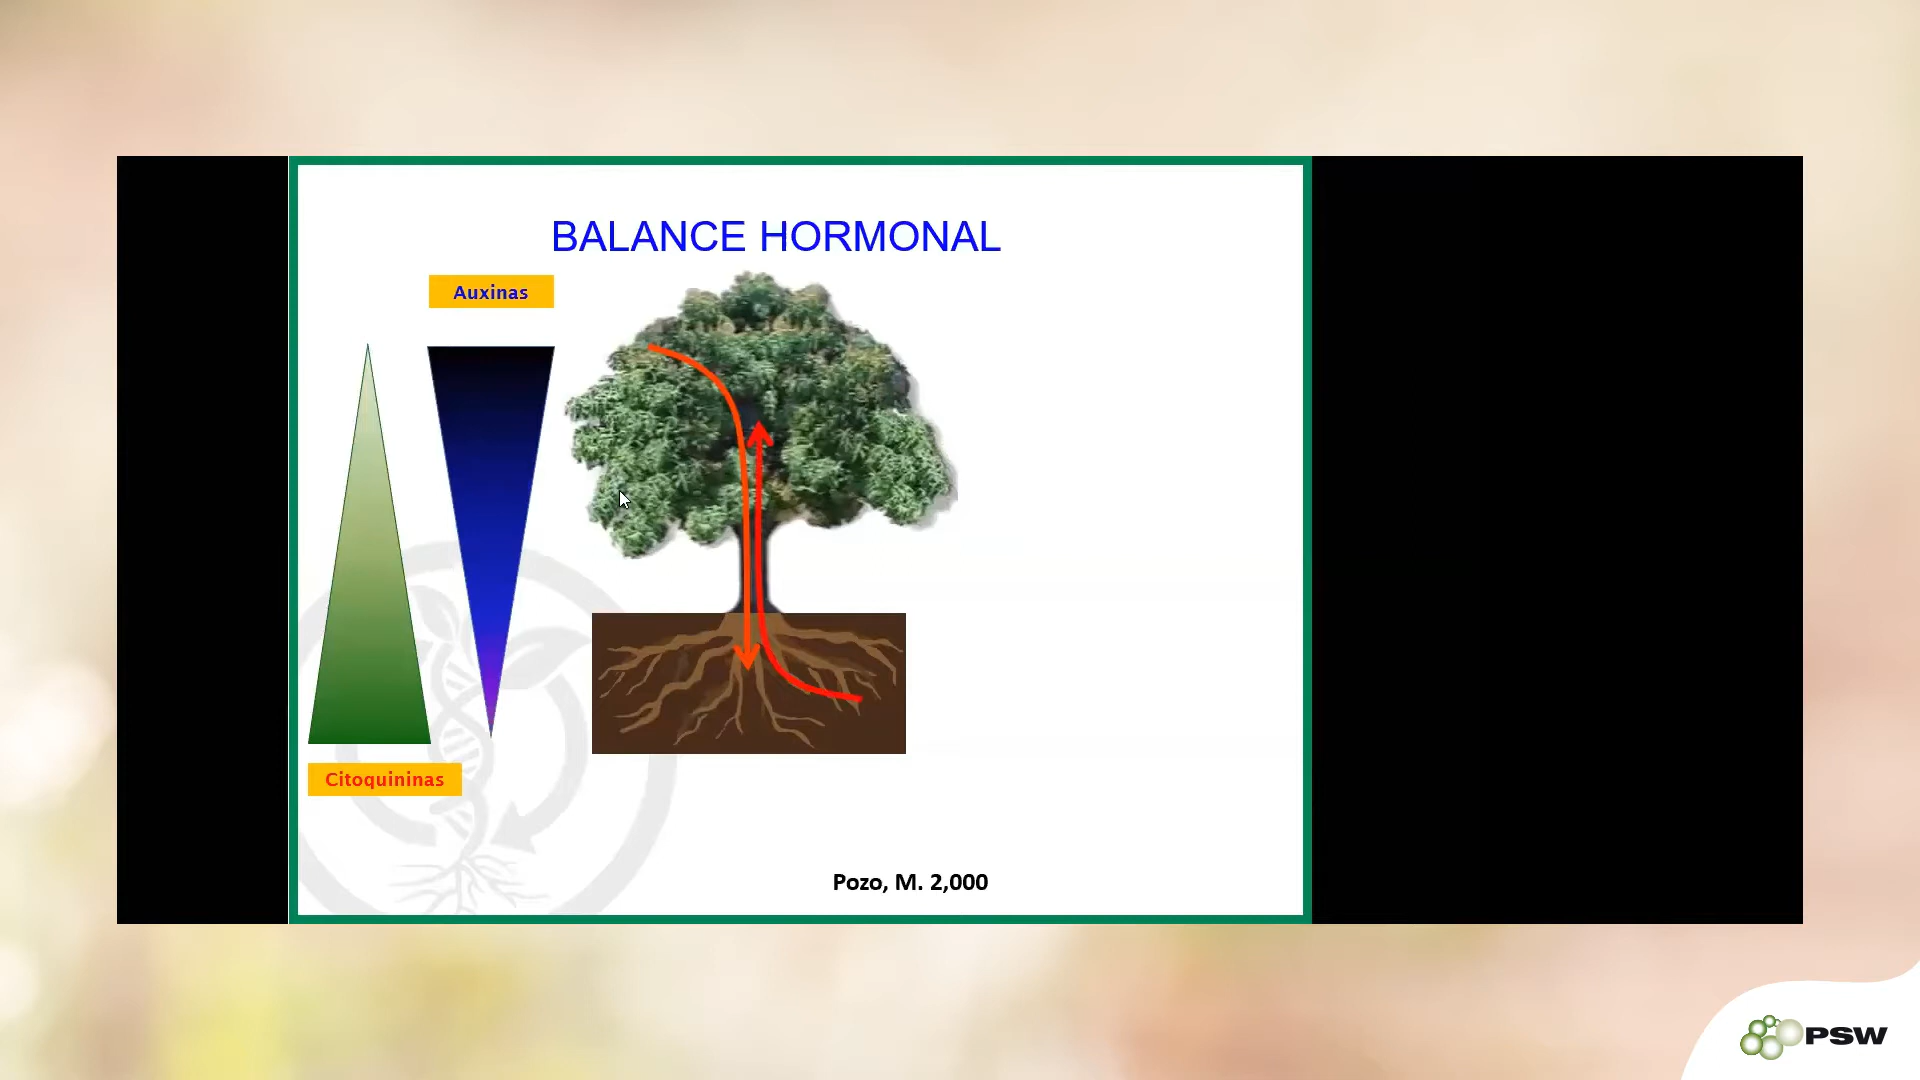 BALANCE HORMONAL
Auxinas
Citoquininas
Pozo, M. 2,000
PSW